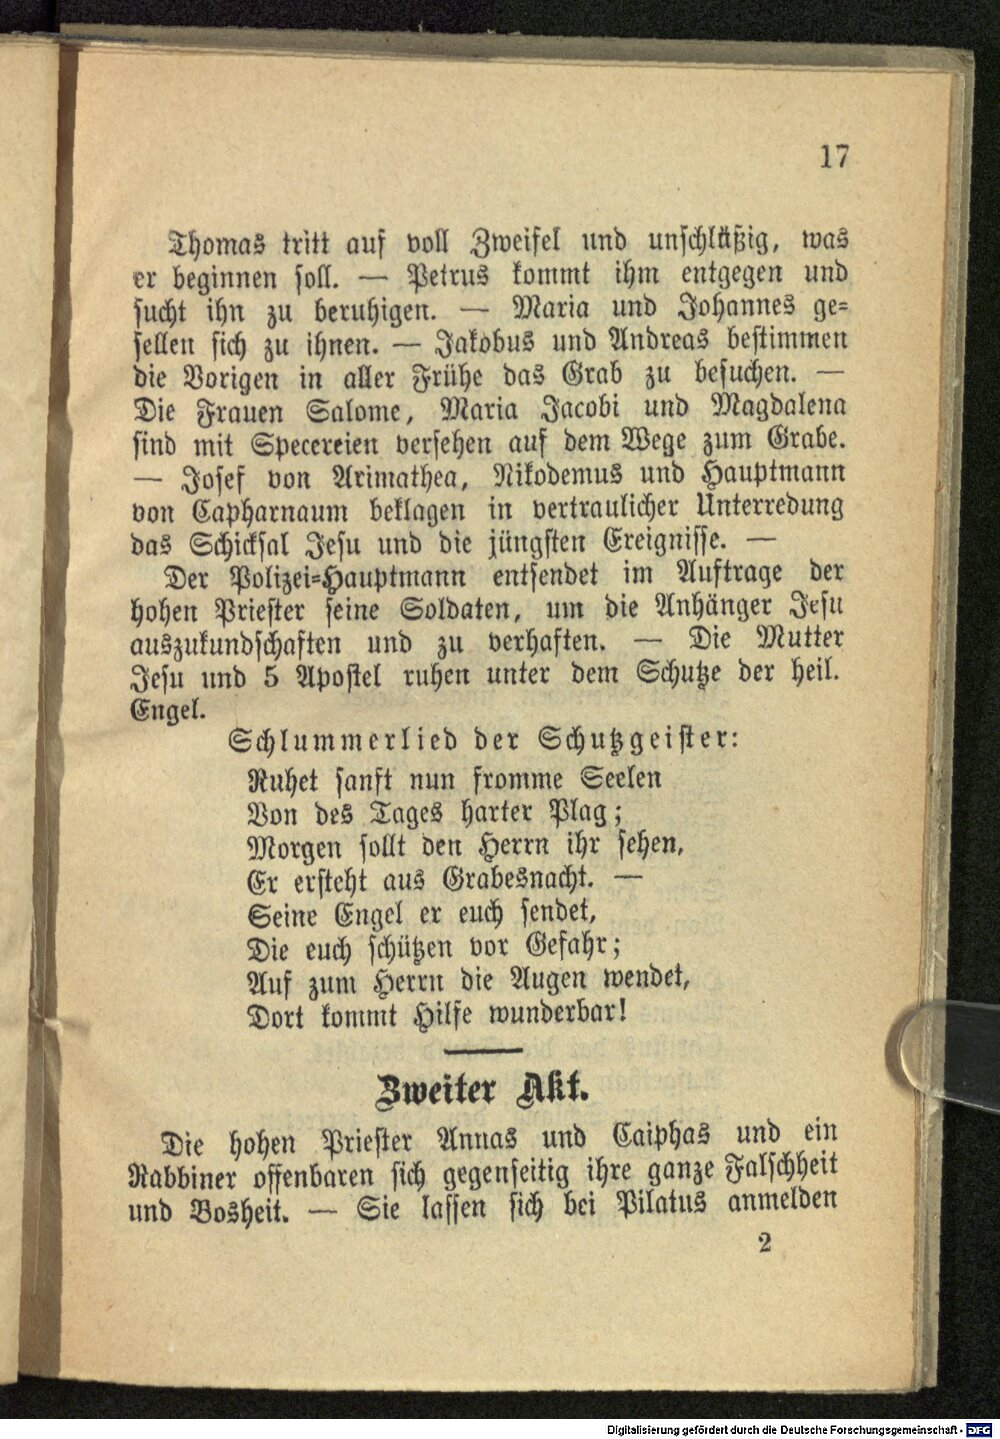 17
Thomas tritt auf voll Zweifel und unschlüßig, was
er beginnen soll. — Petrus kommt ihm entgegen und
sucht ihn zu beruhigen. — Maria und Johannes ge-
sellen sich zu ihnen. — Jakobus und Andreas bestimmen
die Vorigen in aller Frühe das Grab zu besuchen. —
Die Frauen Salome, Maria Jacobi und Magdalena
sind mit Specereien versehen auf dem Wege zum Grabe.
— Josef von Arimathea, Nikodemus und Hauptmann
von Capharnaum beklagen in vertraulicher Unterredung
das Schicksal Jesu und die jüngsten Ereignisse. —
Der Polizei-Hauptmann entsendet im Auftrage der
hohen Priester seine Soldaten, um die Anhänger Jesu
auszukundschaften und zu verhaften. — Die Mutter
Jesu und 5 Apostel ruhen unter dem Schutze der heil.
Engel.
Schlummerlied der Schutzgeister:
Ruhet sanft nun fromme Seelen
Von des Tages harter Plag;
Morgen sollt den Herrn ihr sehen,
Er ersteht aus Grabesnacht. —
Seine Engel er euch sendet,
Die euch schützen vor Gefahr;
Auf zum Herrn die Augen wendet,
Dort kommt Hilfe wunderbar!
Zweiter Akt.
Die hohen Priester Annas und Caiphas und ein
Rabbiner offenbaren sich gegenseitig ihre ganze Falschheit
und Bosheit. — Sie lassen sich bei Pilatus anmelden
2
Digitalisierung gefördert durch die Deutsche Forschungsgemeinschaft - DFG